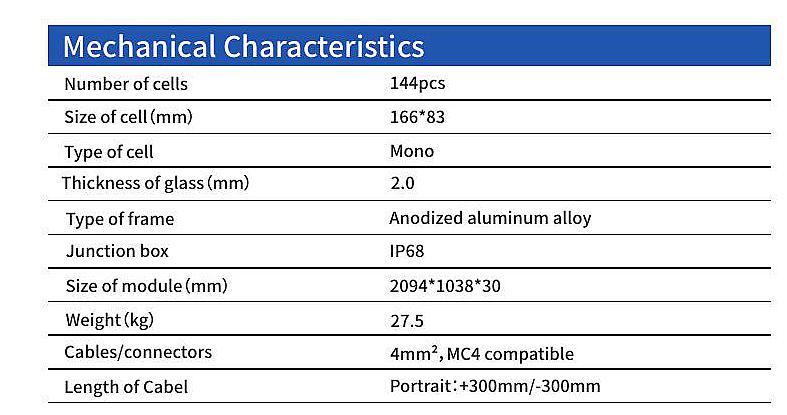 Mechanical Characteristics
Number of cells 144pcs
Size of cell(mm) 166*83
Type of cell Mono
Thickness of glass(mm) 2.0
Type of frame Anodized aluminum alloy
Junction box IP68
Size of module(mm) 2094*1038*30
Weight(kg) 27.5
Cables/connectors 4mm², MC4 compatible
Length of Cabel Portrait:+300mm/-300mm